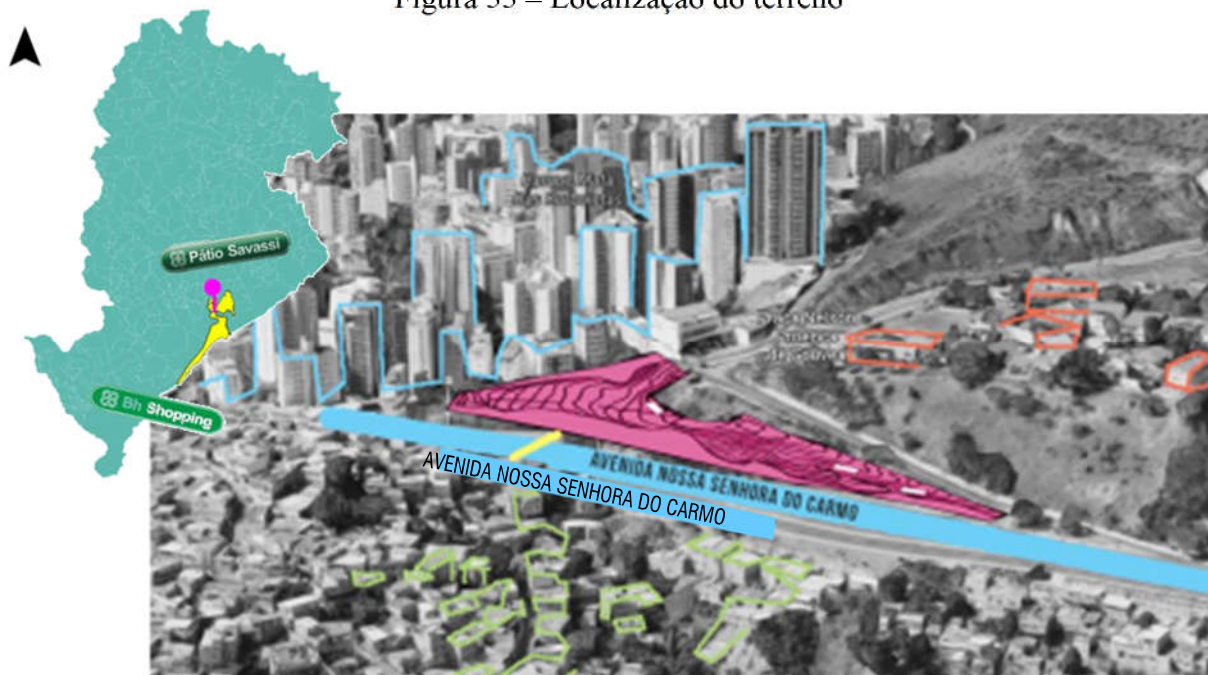 Figura 33 – Localização do terreno
Pátio Savassi
Bh Shopping
AVENIDA NOSSA SENHORA DO CARMO
AVENIDA NOSSA SENHORA DO CARMO